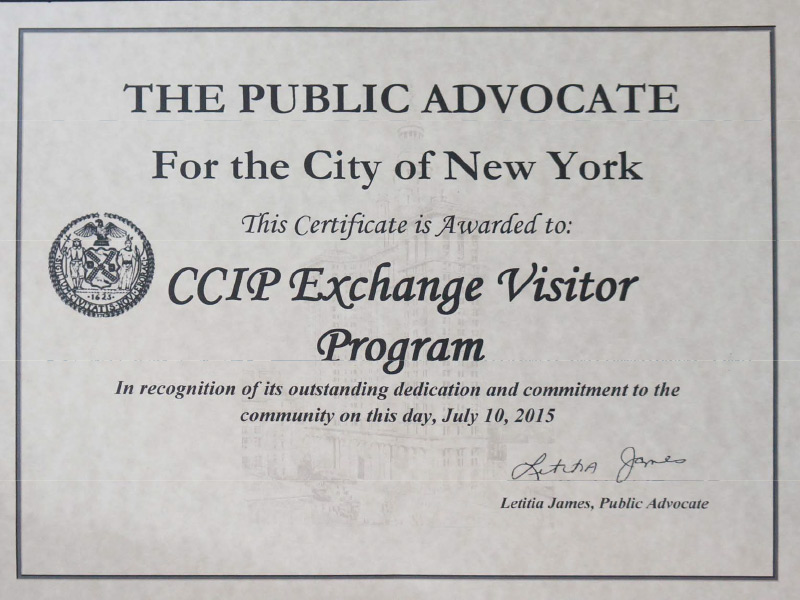 THE PUBLIC ADVOCATE
For the City of New York
This Certificate is Awarded to:
CCIP Exchange Visitor
Program
In recognition of its outstanding dedication and commitment to the
community on this day, July 10, 2015
Letitia James
Letitia James, Public Advocate